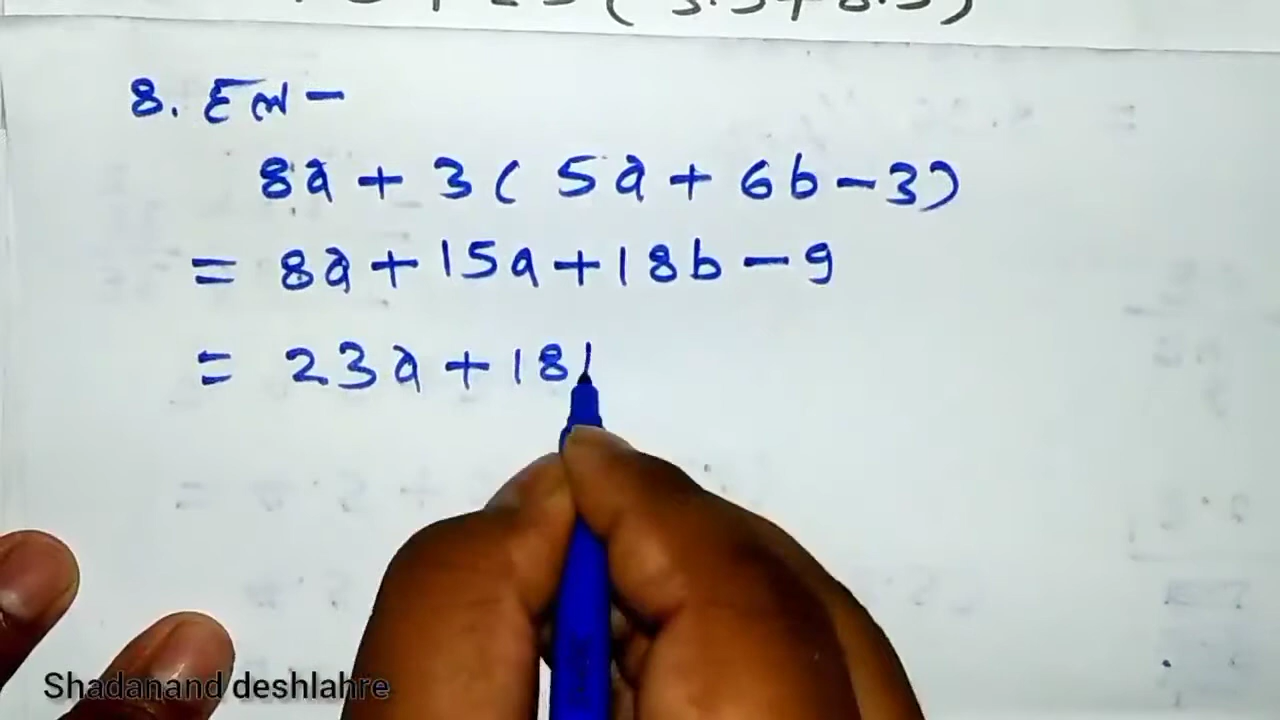 8. हल -
8a + 3 ( 5a + 6b - 3)
= 8a + 15a + 18b - 9
= 23a + 18
Shadanand deshlahre